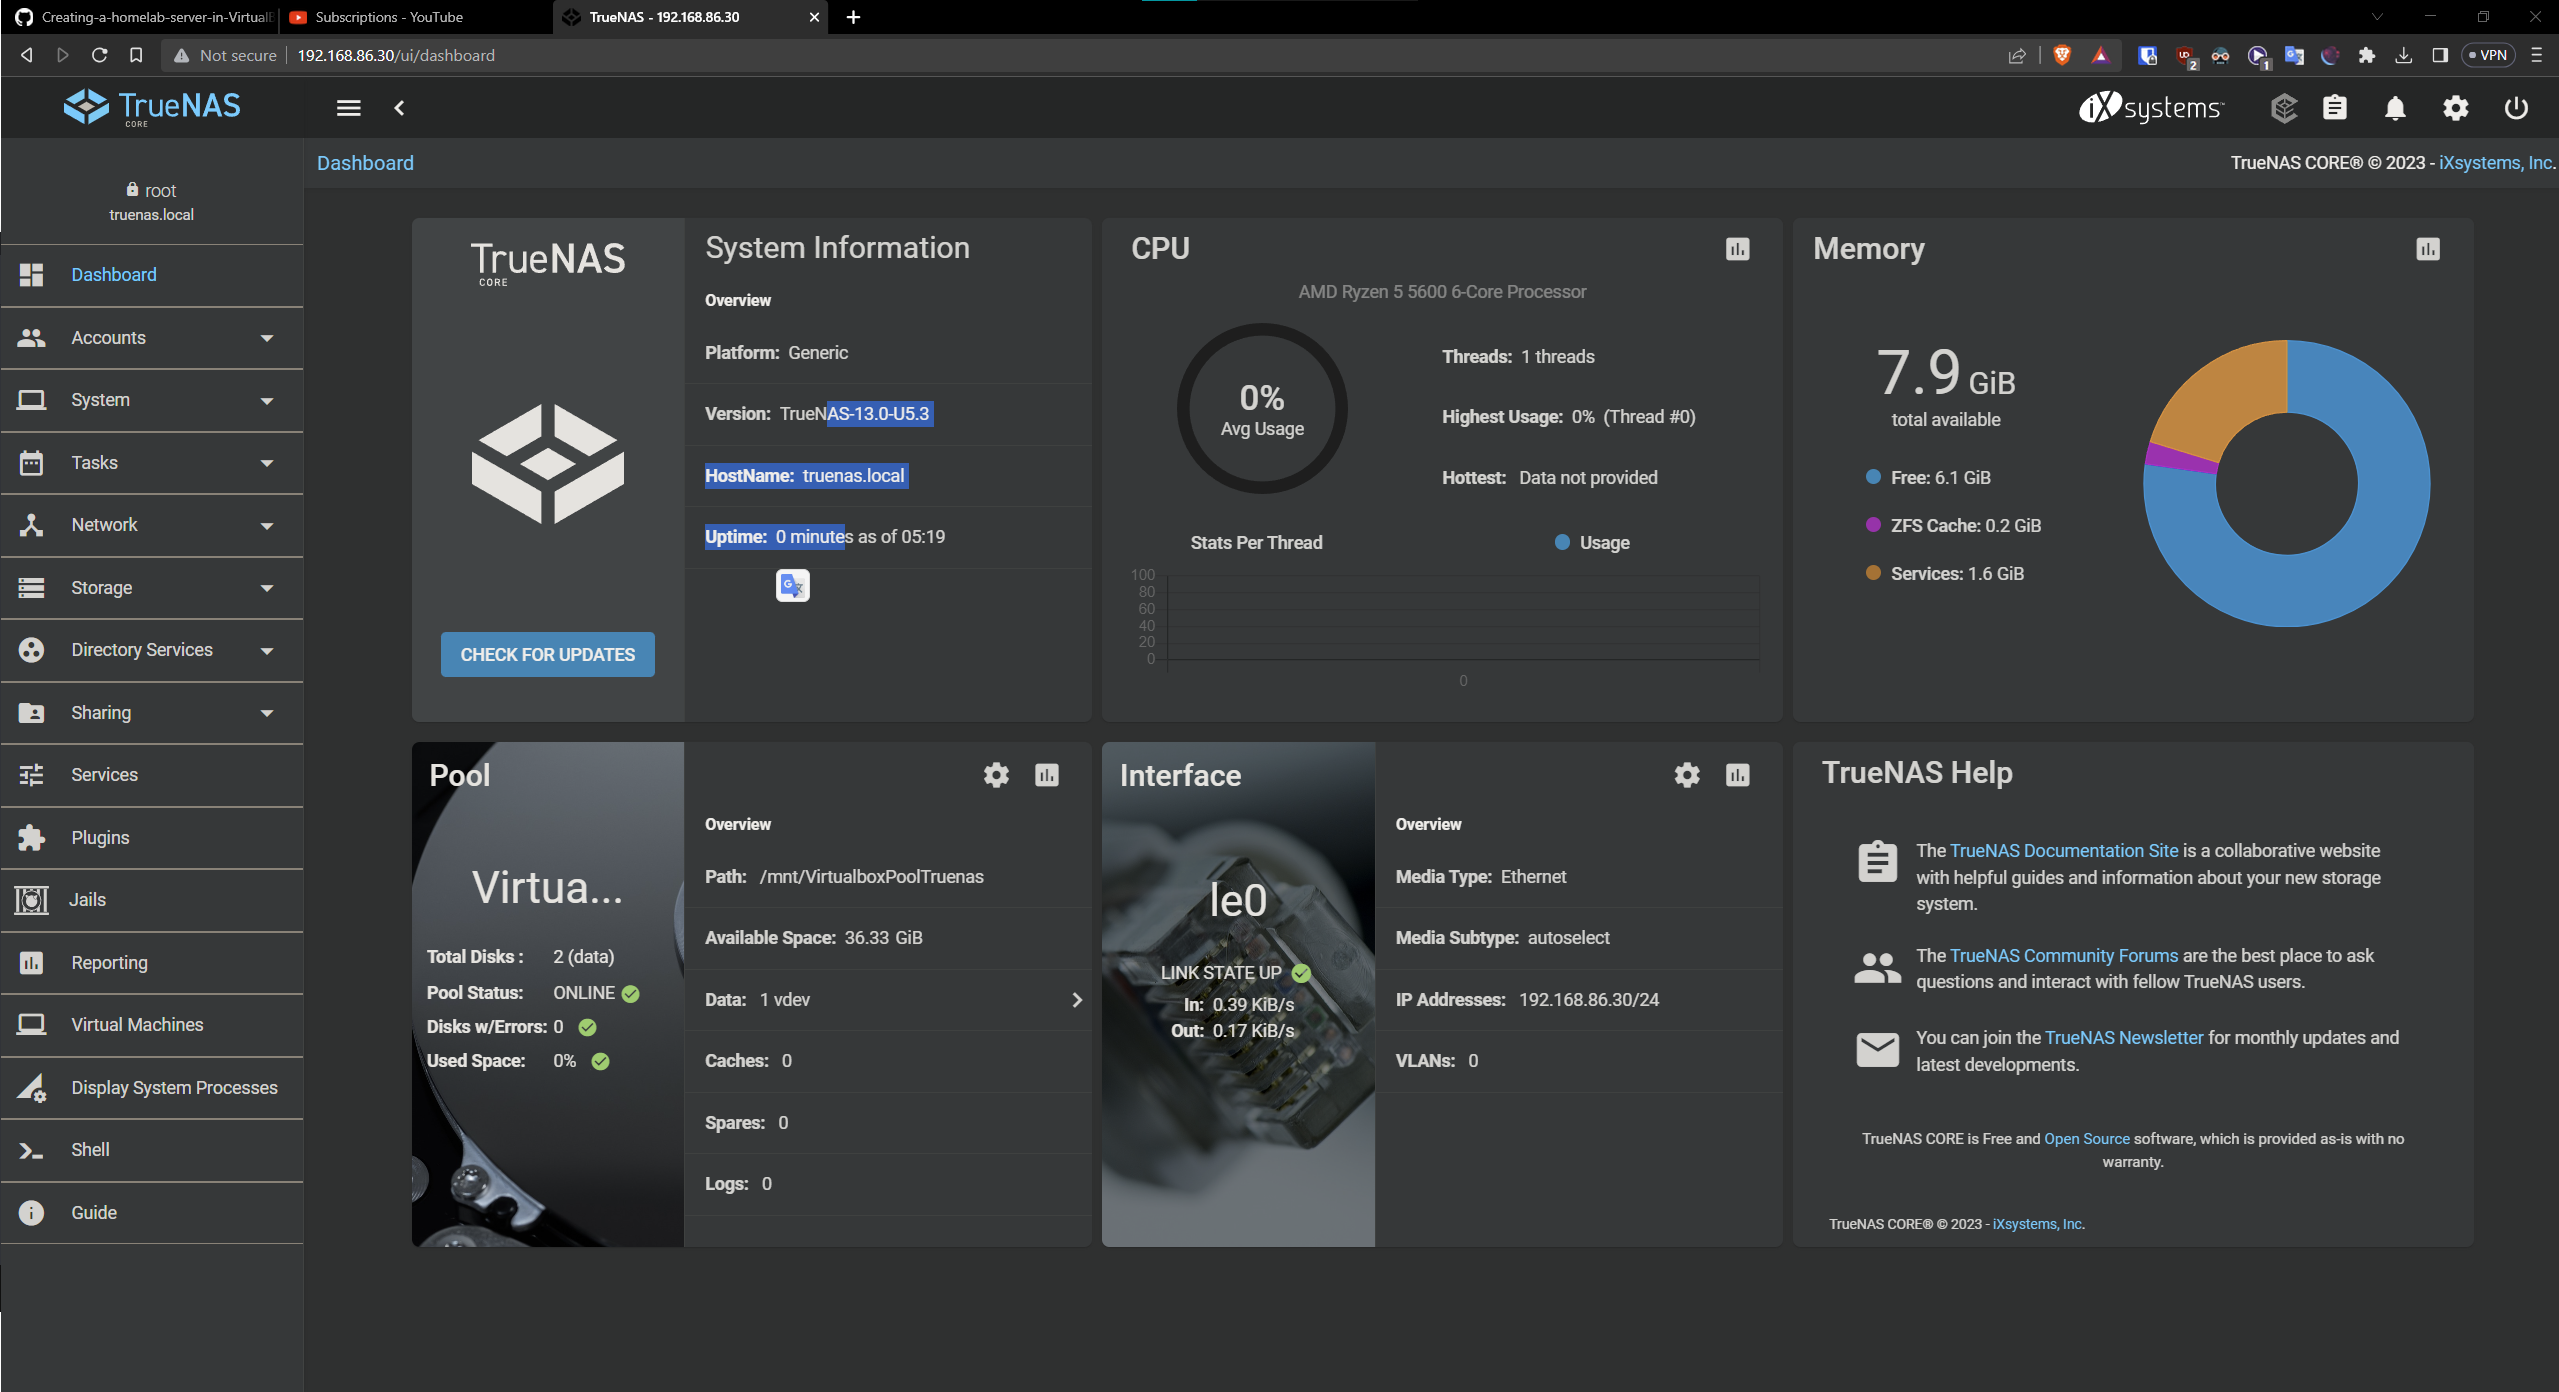 Creating-a-homelab-server-in-Virtual
Subscriptions - YouTube
TrueNAS - 192.168.86.30
Not secure
192.168.86.30/ui/dashboard
2
1
VPN
TrueNAS
CORE
iXsystems
Dashboard
TrueNAS CORE® © 2023 - iXsystems, Inc.
root
truenas.local
Dashboard
Accounts
System
Tasks
Network
Storage
Directory Services
Sharing
Services
Plugins
Jails
Reporting
Virtual Machines
Display System Processes
Shell
Guide
TrueNAS
CORE
CHECK FOR UPDATES
System Information
Overview
Platform: Generic
Version: TrueNAS-13.0-U5.3
HostName: truenas.local
Uptime: 0 minutes as of 05:19
CPU
AMD Ryzen 5 5600 6-Core Processor
0%
Avg Usage
Threads: 1 threads
Highest Usage: 0% (Thread #0)
Hottest: Data not provided
Stats Per Thread
Usage
100
80
60
40
20
0
0
Memory
7.9 GiB
total available
Free: 6.1 GiB
ZFS Cache: 0.2 GiB
Services: 1.6 GiB
Pool
Virtua...
Total Disks : 2 (data)
Pool Status: ONLINE
Disks w/Errors: 0
Used Space: 0%
Overview
Path: /mnt/VirtualboxPoolTruenas
Available Space: 36.33 GiB
Data: 1 vdev
Caches: 0
Spares: 0
Logs: 0
Interface
le0
LINK STATE UP
In: 0.39 KiB/s
Out: 0.17 KiB/s
Overview
Media Type: Ethernet
Media Subtype: autoselect
IP Addresses: 192.168.86.30/24
VLANs: 0
TrueNAS Help
The TrueNAS Documentation Site is a collaborative website
with helpful guides and information about your new storage
system.
The TrueNAS Community Forums are the best place to ask
questions and interact with fellow TrueNAS users.
You can join the TrueNAS Newsletter for monthly updates and
latest developments.
TrueNAS CORE is Free and Open Source software, which is provided as-is with no
warranty.
TrueNAS CORE® © 2023 - iXsystems, Inc.